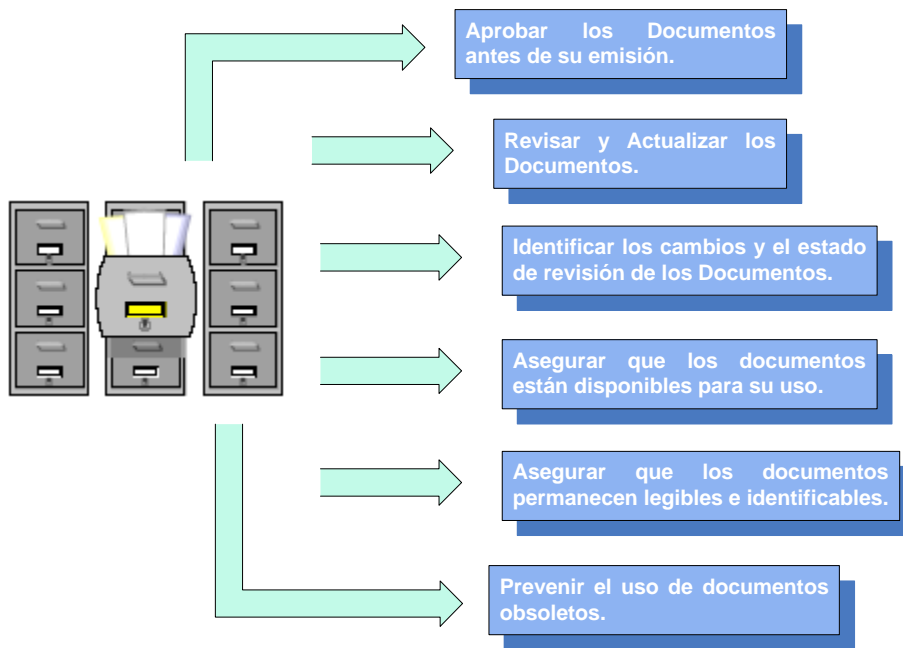 Aprobar los Documentos
antes de su emisión.
Revisar y Actualizar los
Documentos.
Identificar los cambios y el estado
de revisión de los Documentos.
Asegurar que los documentos
están disponibles para su uso.
Asegurar que los documentos
permanecen legibles e identificables.
Prevenir el uso de documentos
obsoletos.